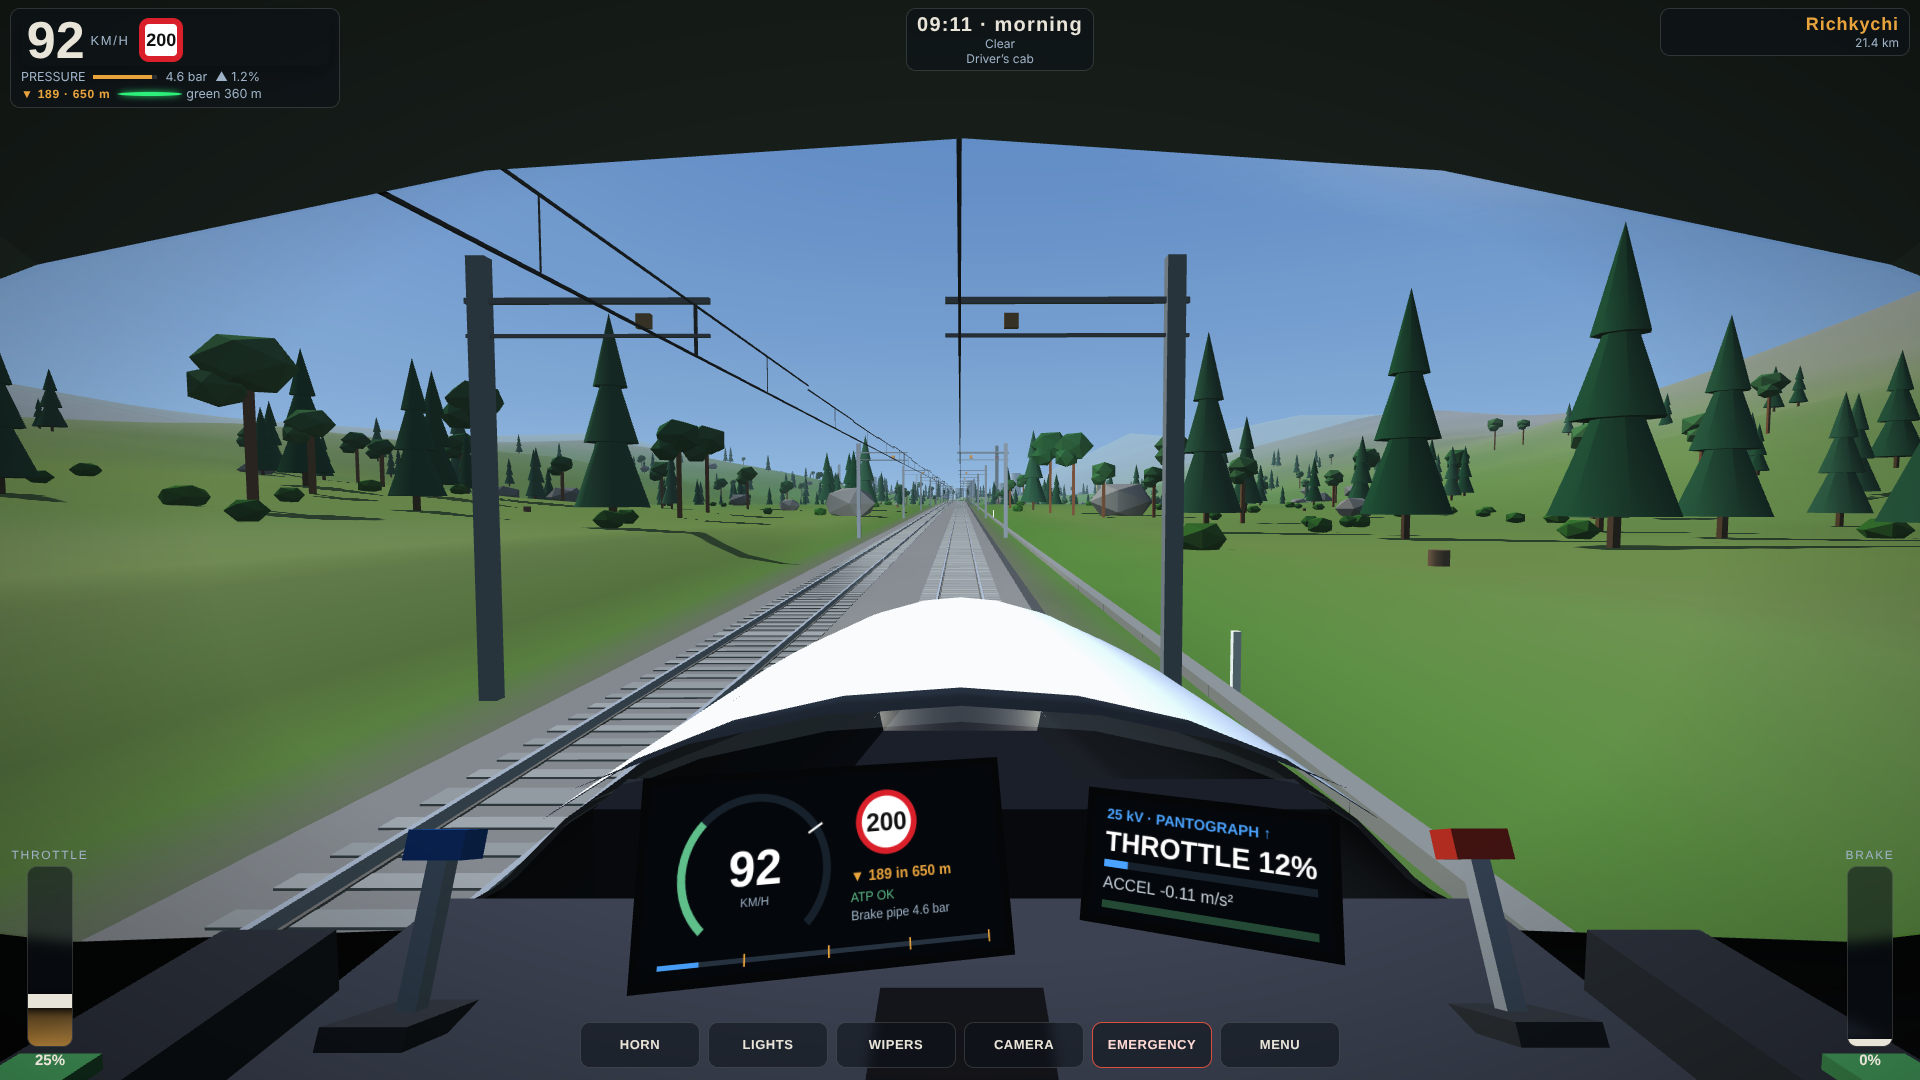 92 KM/H 200
PRESSURE 4.6 bar ▲ 1.2%
▼ 189 · 650 m green 360 m
09:11 · morning
Clear
Driver's cab
Richkychi
21.4 km
92
KM/H
200
▼ 189 in 650 m
ATP OK
Brake pipe 4.6 bar
25 kV · PANTOGRAPH ↑
THROTTLE 12%
ACCEL -0.11 m/s²
THROTTLE
25%
BRAKE
0%
HORN
LIGHTS
WIPERS
CAMERA
EMERGENCY
MENU